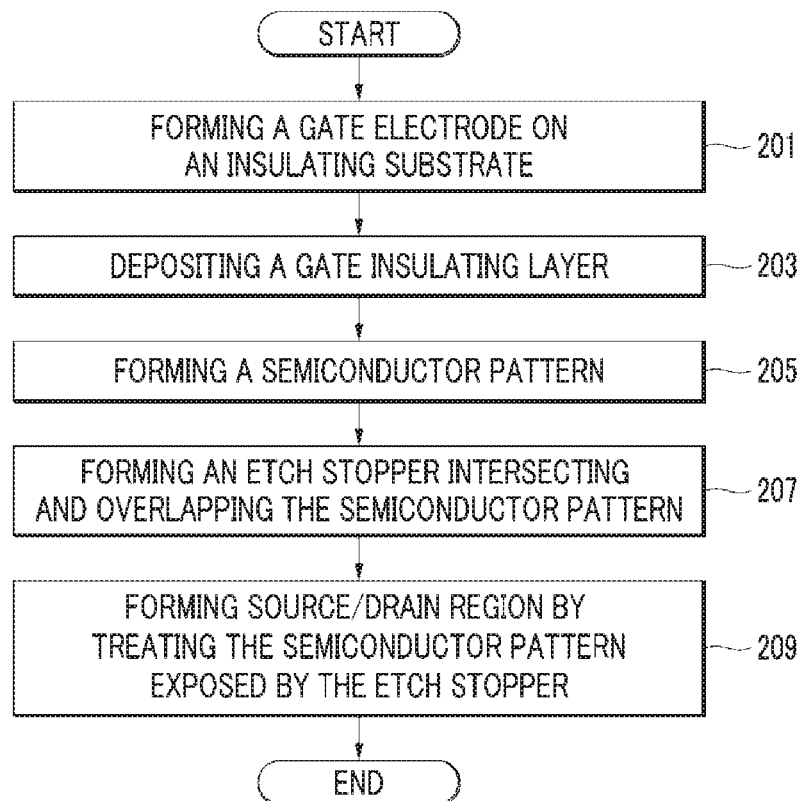 START
FORMING A GATE ELECTRODE ON
AN INSULATING SUBSTRATE
201
DEPOSITING A GATE INSULATING LAYER
203
FORMING A SEMICONDUCTOR PATTERN
205
FORMING AN ETCH STOPPER INTERSECTING
AND OVERLAPPING THE SEMICONDUCTOR PATTERN
207
FORMING SOURCE/DRAIN REGION BY
TREATING THE SEMICONDUCTOR PATTERN
EXPOSED BY THE ETCH STOPPER
209
END